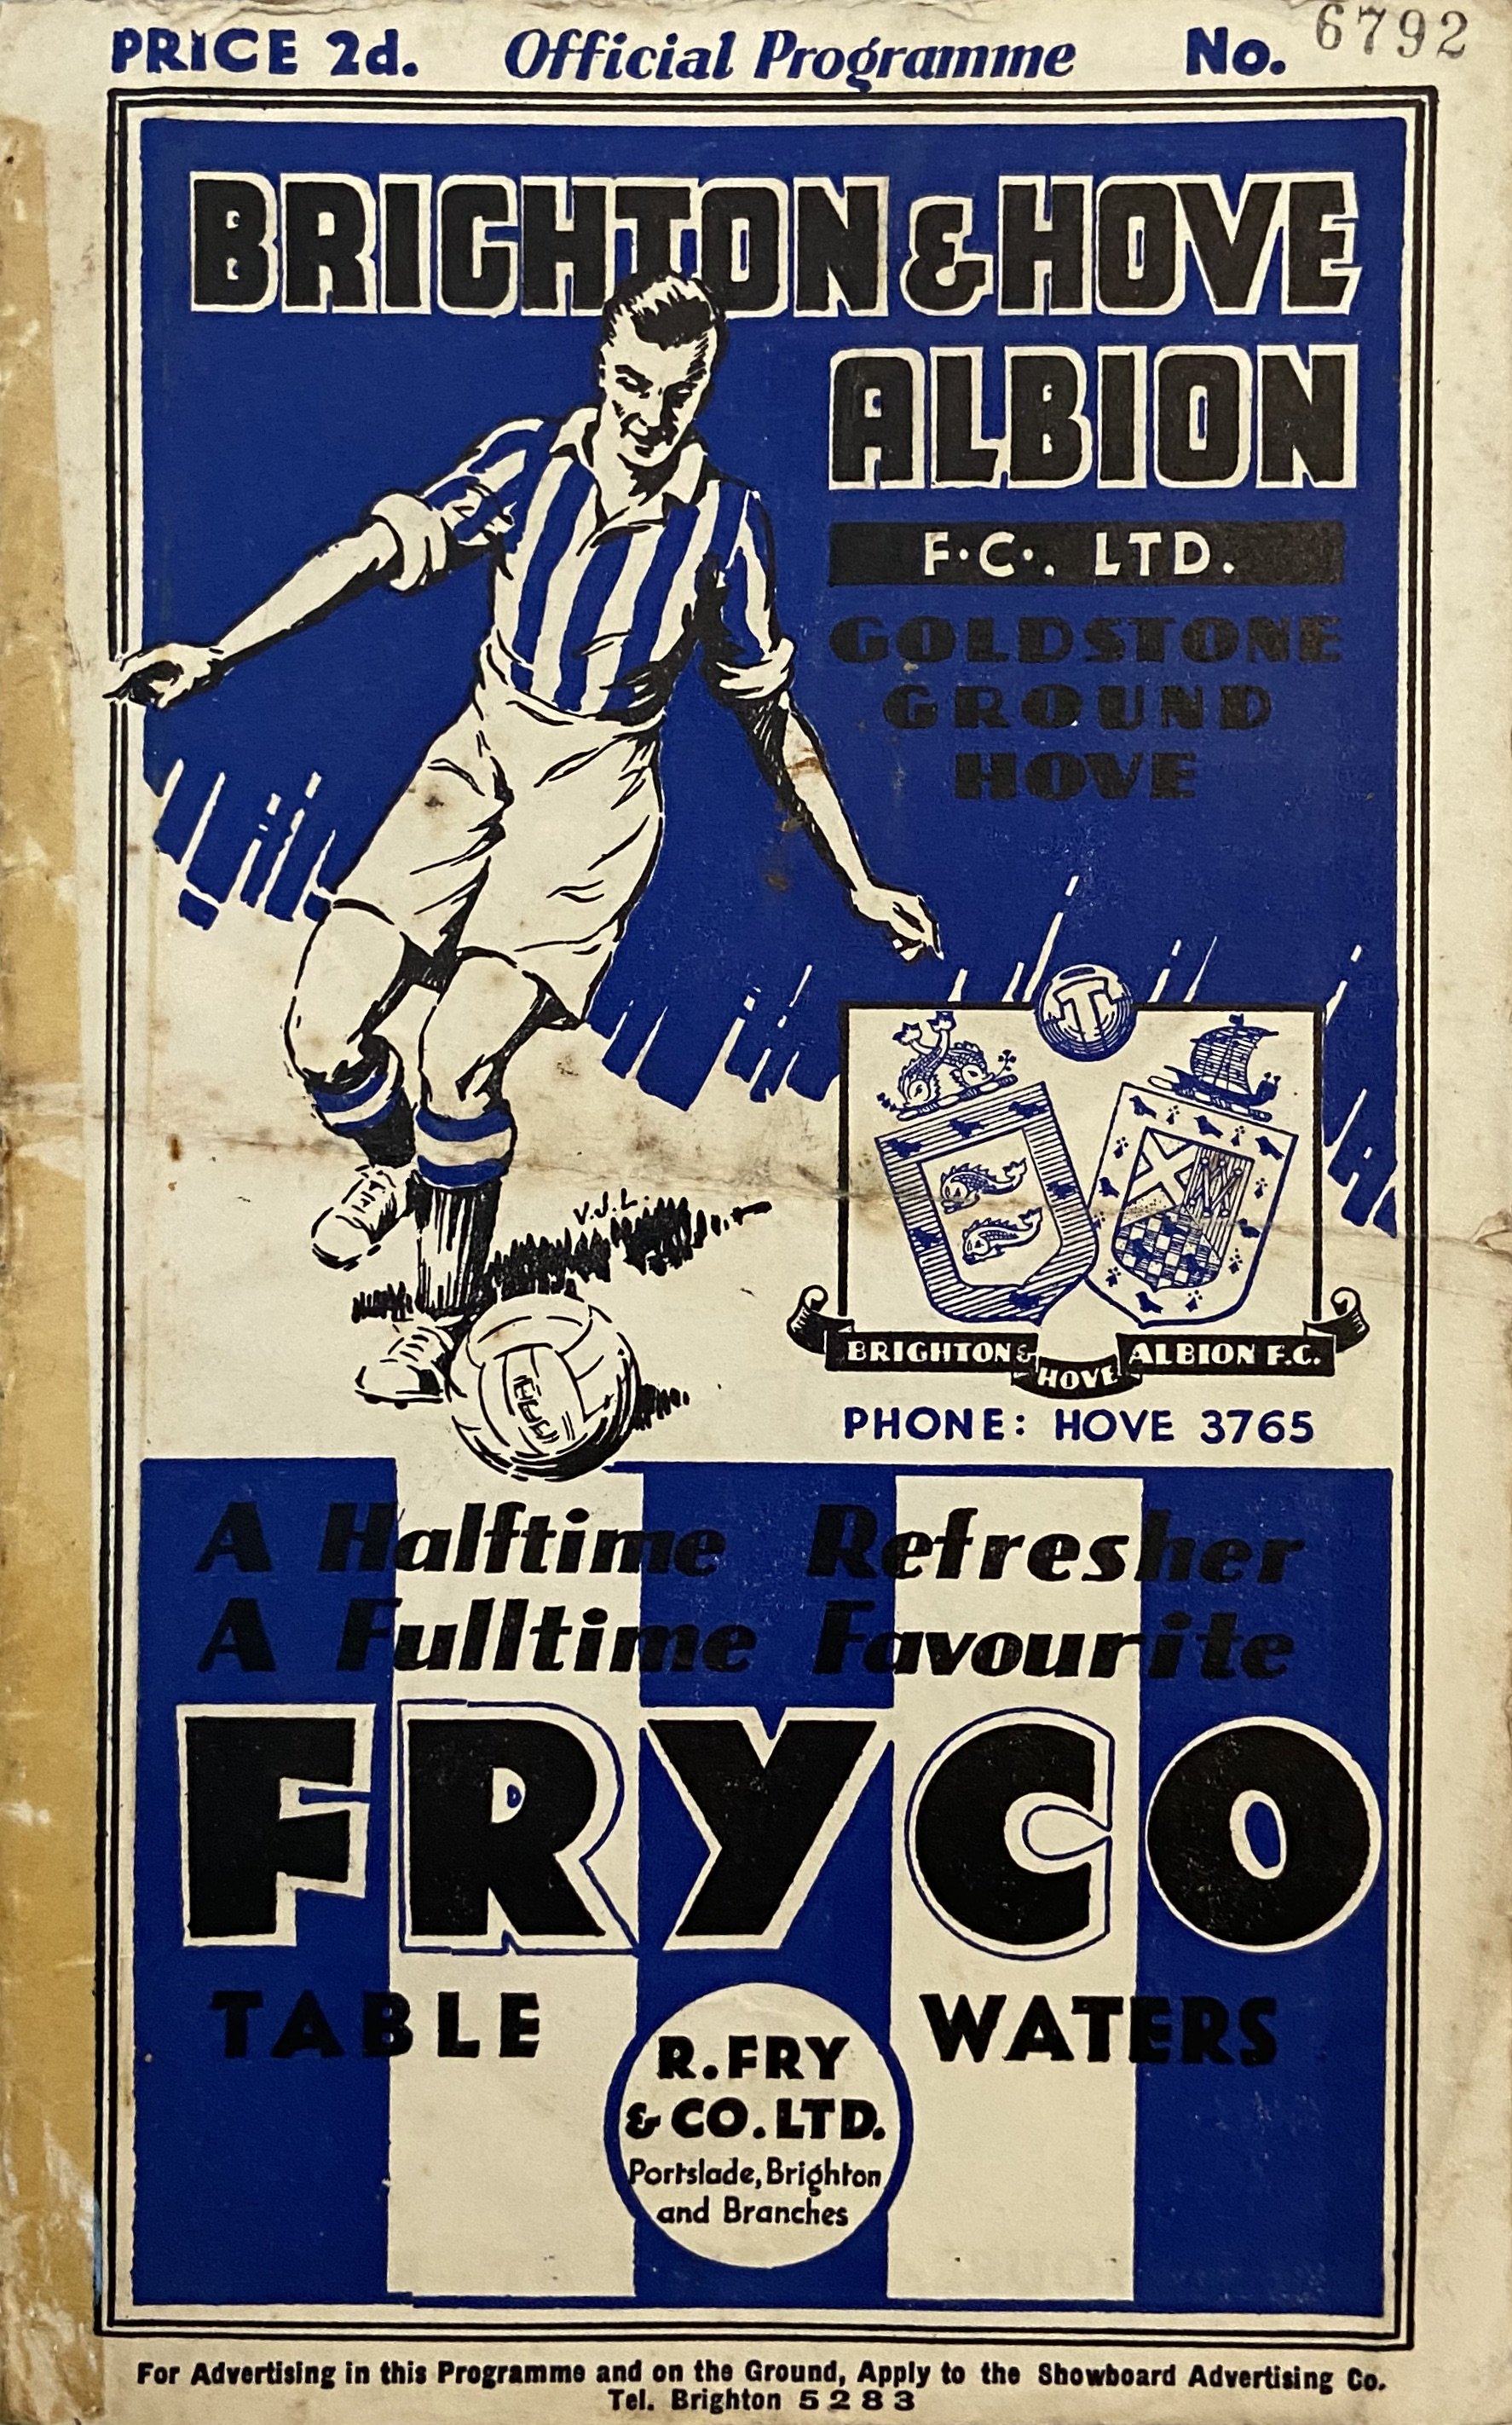 PRICE 2d. Official Programme No. 6792
BRIGHTON & HOVE
ALBION
F.C. LTD.
GOLDSTONE
GROUND
HOVE
T
V.J.L.
BRIGHTON & HOVE ALBION F.C.
PHONE: HOVE 3765
A Halftime Refresher
A Fulltime Favourite
FRYCO
TABLE WATERS
R. FRY
& CO. LTD.
Portslade, Brighton
and Branches
For Advertising in this Programme and on the Ground, Apply to the Showboard Advertising Co.
Tel. Brighton 5283